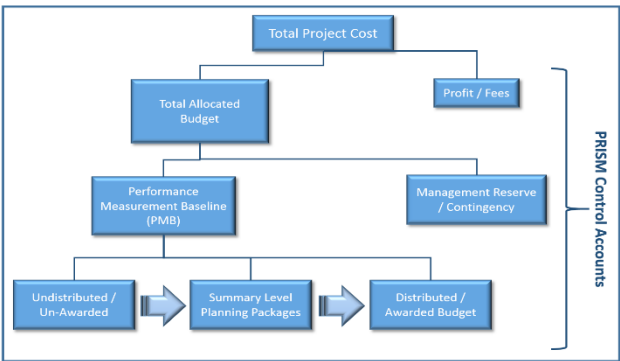 Total Project Cost
Total Allocated
Budget
Profit / Fees
Performance
Measurement Baseline
(PMB)
Management Reserve
/ Contingency
Undistributed /
Un-Awarded
Summary Level
Planning Packages
Distributed /
Awarded Budget
PRISM Control Accounts